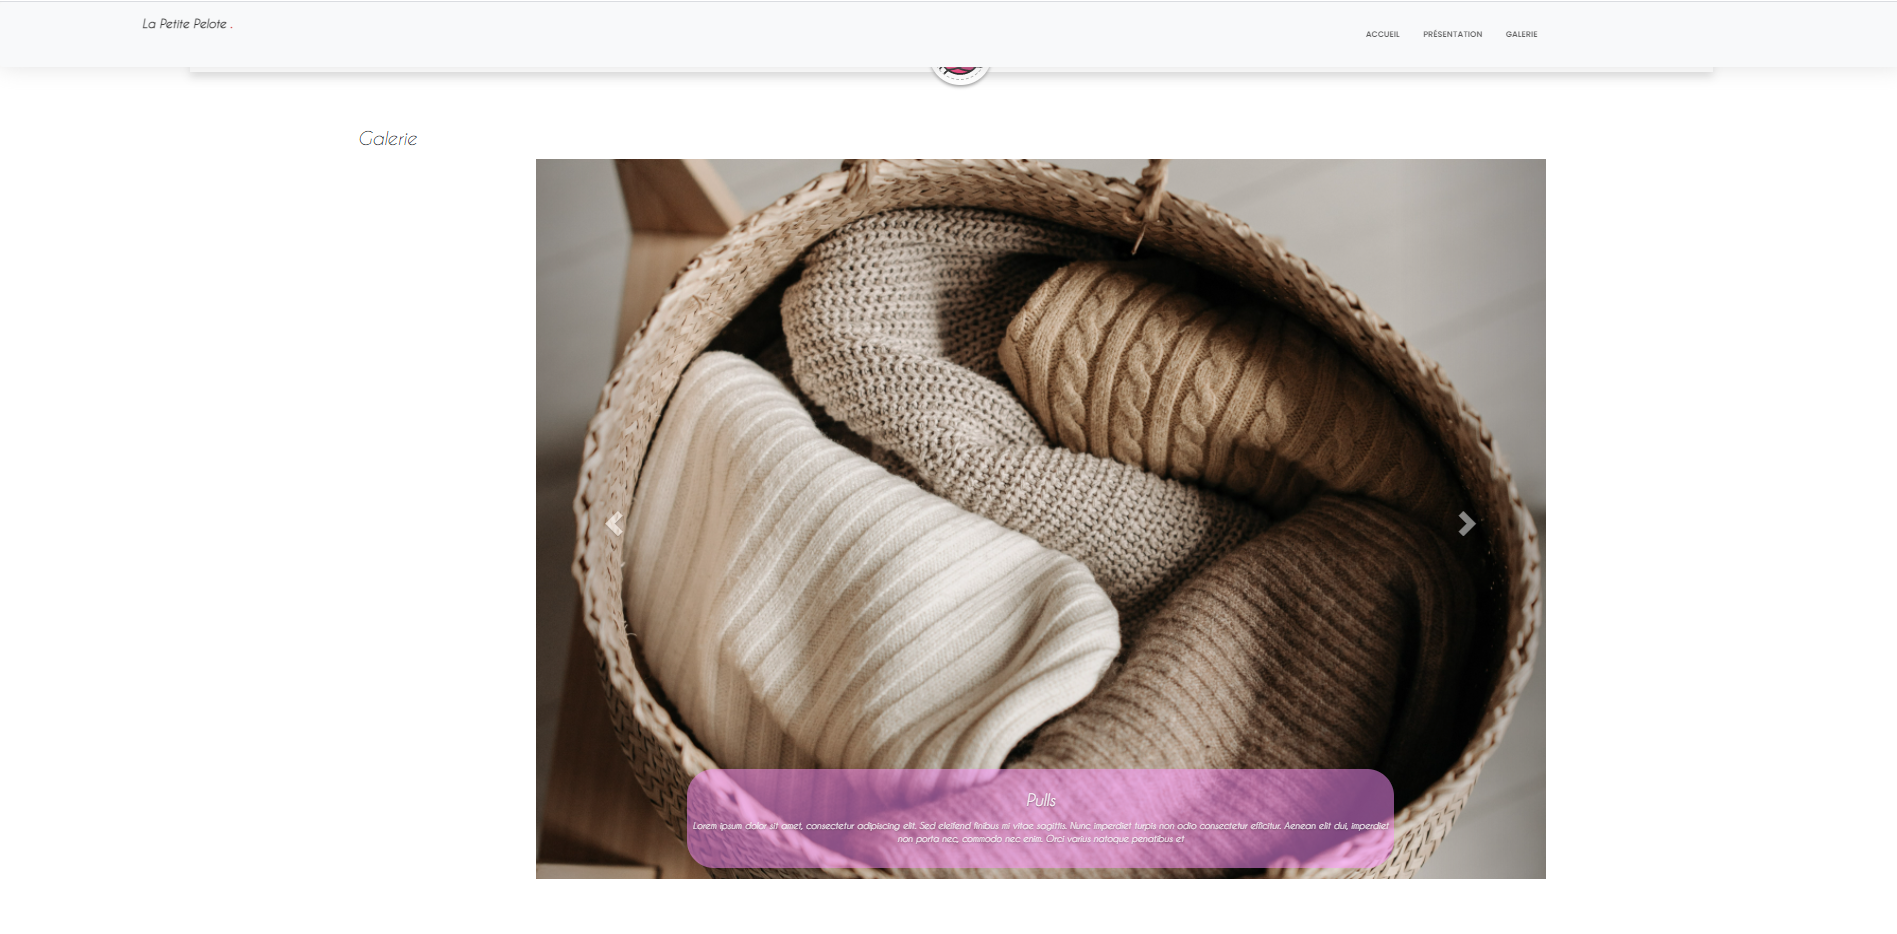 La Petite Pelote .
ACCUEIL PRÉSENTATION GALERIE
Galerie
Pulls
Lorem ipsum dolor sit amet, consectetur adipiscing elit. Sed eleifend finibus mi vitae sagittis. Nunc imperdiet turpis non odio consectetur efficitur. Aenean elit dui, imperdiet
non porta nec, commodo nec enim. Orci varius natoque penatibus et